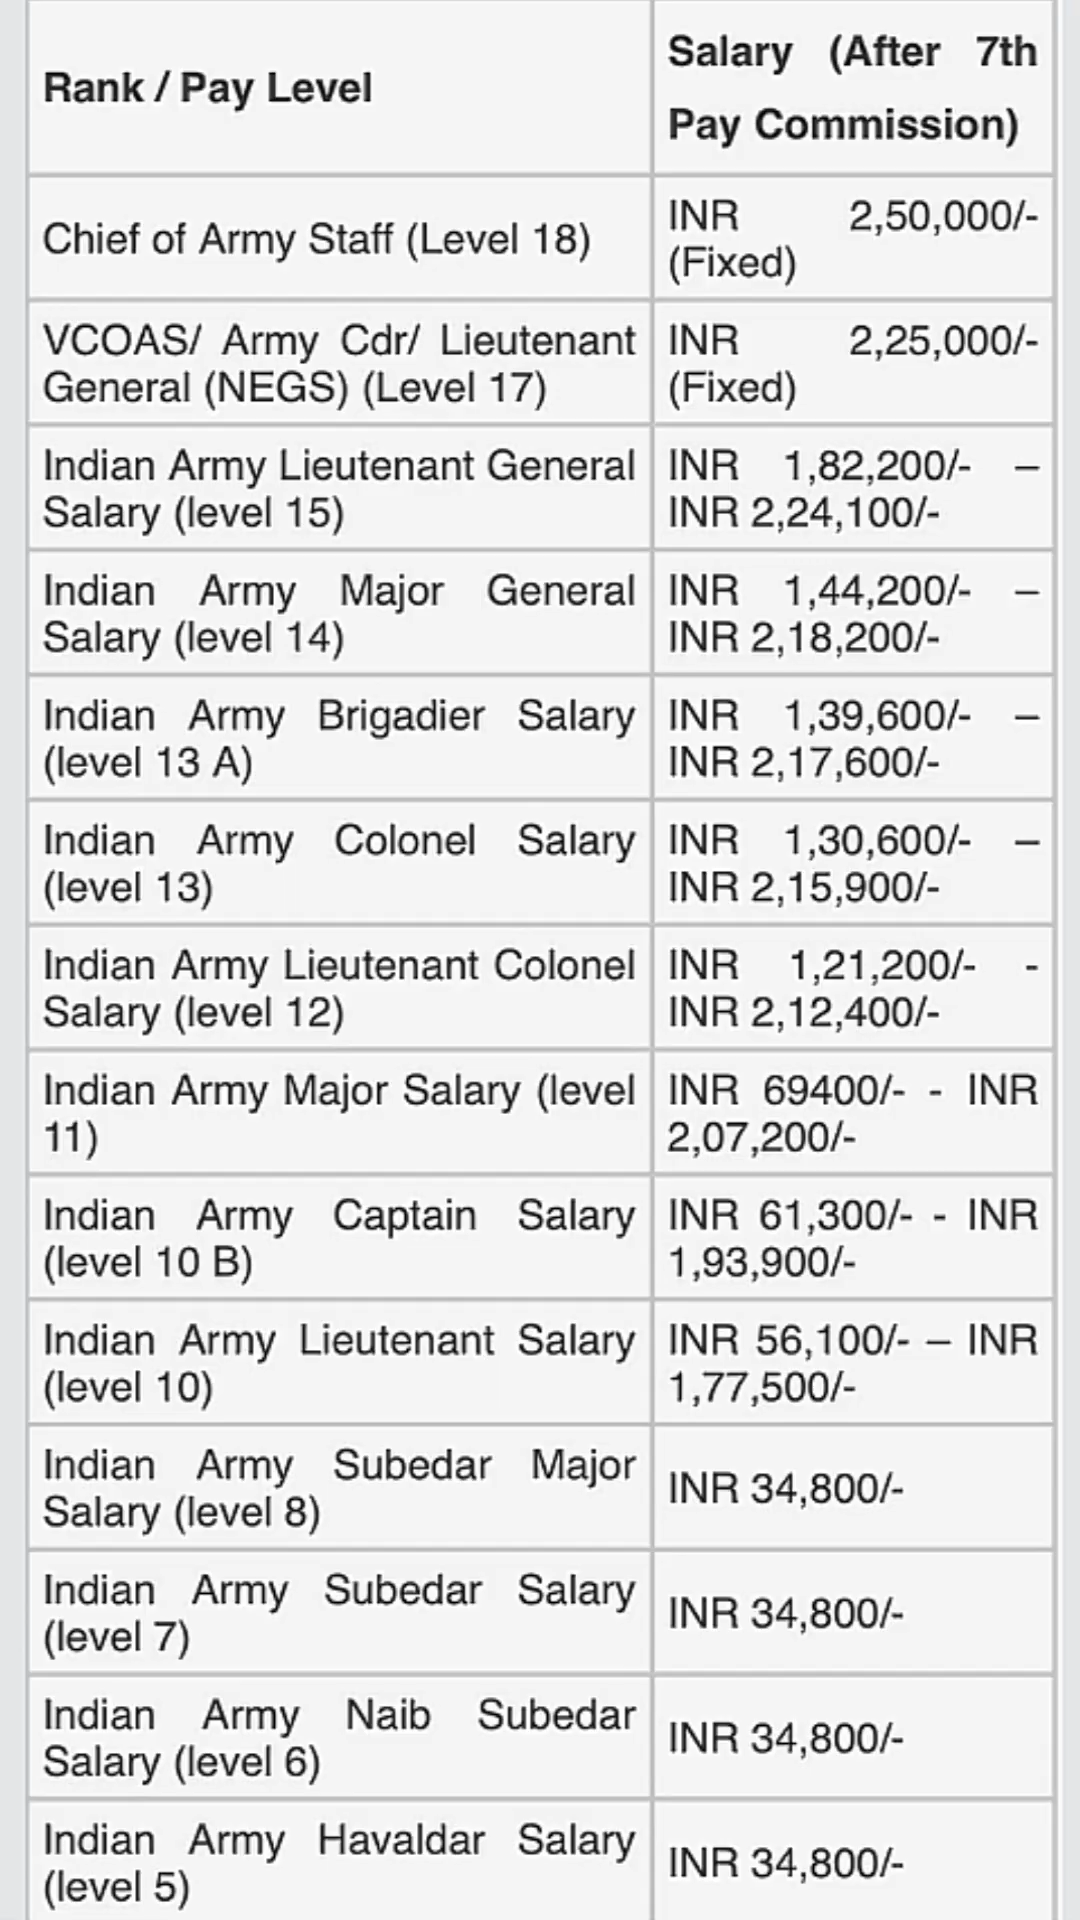 Rank / Pay Level
Salary (After 7th
Pay Commission)
Chief of Army Staff (Level 18)
INR 2,50,000/-
(Fixed)
VCOAS/ Army Cdr/ Lieutenant
General (NEGS) (Level 17)
INR 2,25,000/-
(Fixed)
Indian Army Lieutenant General
Salary (level 15)
INR 1,82,200/- –
INR 2,24,100/-
Indian Army Major General
Salary (level 14)
INR 1,44,200/- –
INR 2,18,200/-
Indian Army Brigadier Salary
(level 13 A)
INR 1,39,600/- –
INR 2,17,600/-
Indian Army Colonel Salary
(level 13)
INR 1,30,600/- –
INR 2,15,900/-
Indian Army Lieutenant Colonel
Salary (level 12)
INR 1,21,200/- -
INR 2,12,400/-
Indian Army Major Salary (level
11)
INR 69400/- - INR
2,07,200/-
Indian Army Captain Salary
(level 10 B)
INR 61,300/- - INR
1,93,900/-
Indian Army Lieutenant Salary
(level 10)
INR 56,100/- – INR
1,77,500/-
Indian Army Subedar Major
Salary (level 8)
INR 34,800/-
Indian Army Subedar Salary
(level 7)
INR 34,800/-
Indian Army Naib Subedar
Salary (level 6)
INR 34,800/-
Indian Army Havaldar Salary
(level 5)
INR 34,800/-